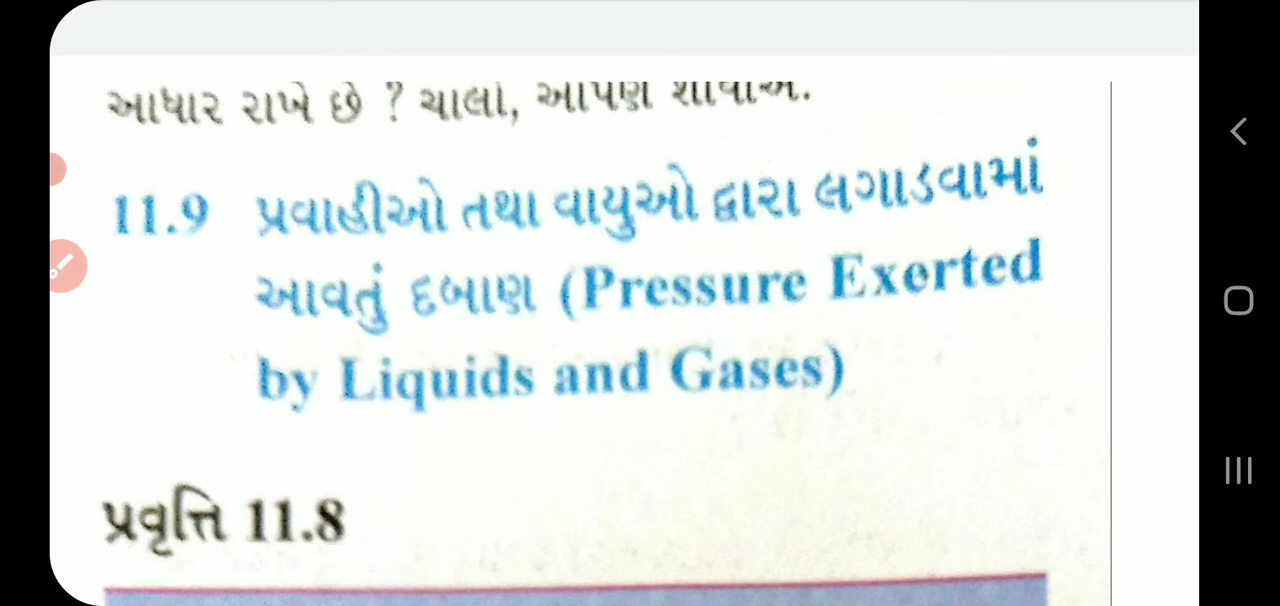 આધાર રાખે છે ? ચાલો, આપણે શોધીએ.
11.9 પ્રવાહીઓ તથા વાયુઓ દ્વારા લગાડવામાં
આવતું દબાણ (Pressure Exerted
by Liquids and Gases)
પ્રવૃત્તિ 11.8